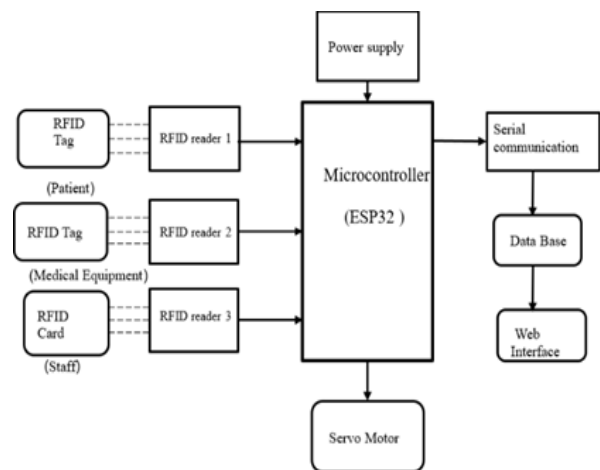 Power supply
RFID
Tag
RFID reader 1
(Patient)
RFID Tag
RFID reader 2
(Medical Equipment)
RFID
Card
RFID reader 3
(Staff)
Microcontroller
(ESP32 )
Serial
communication
Data Base
Web
Interface
Servo Motor